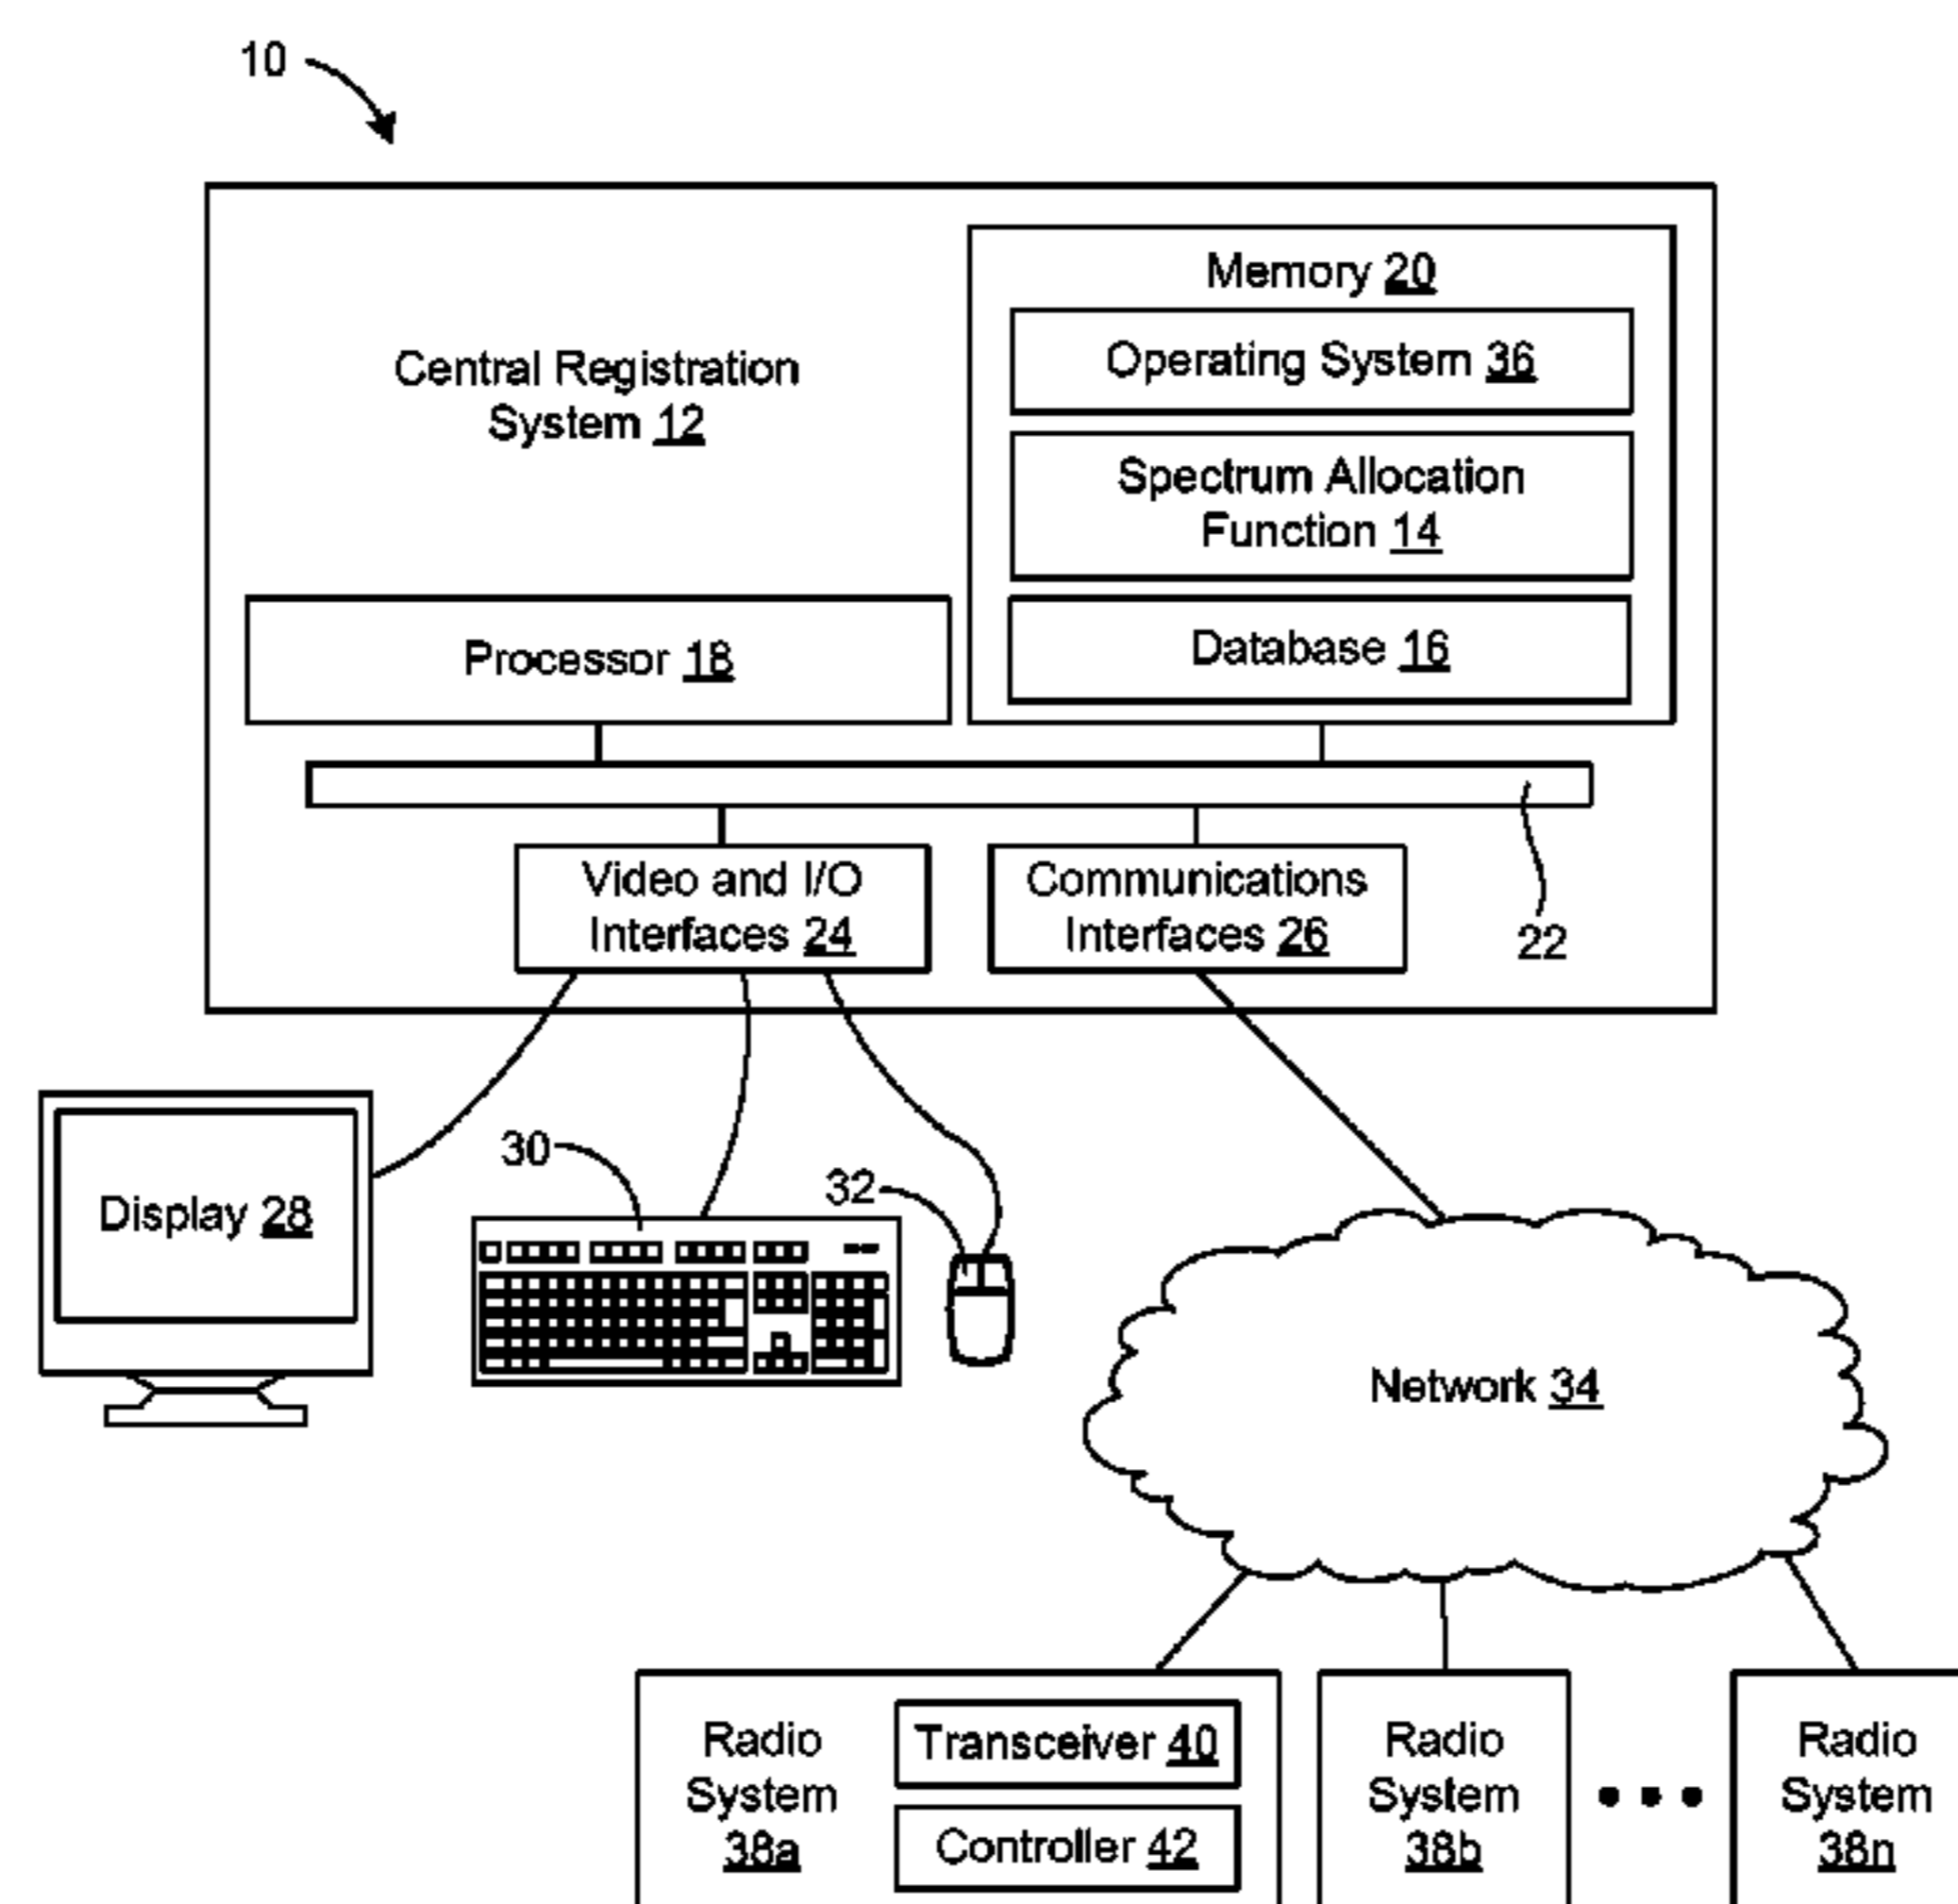 10
Central Registration
System 12
Memory 20
Operating System 36
Spectrum Allocation
Function 14
Database 16
Processor 18
Video and I/O
Interfaces 24
Communications
Interfaces 26
22
Display 28
30
32
Network 34
Radio
System
38a
Transceiver 40
Controller 42
Radio
System
38b
Radio
System
38n